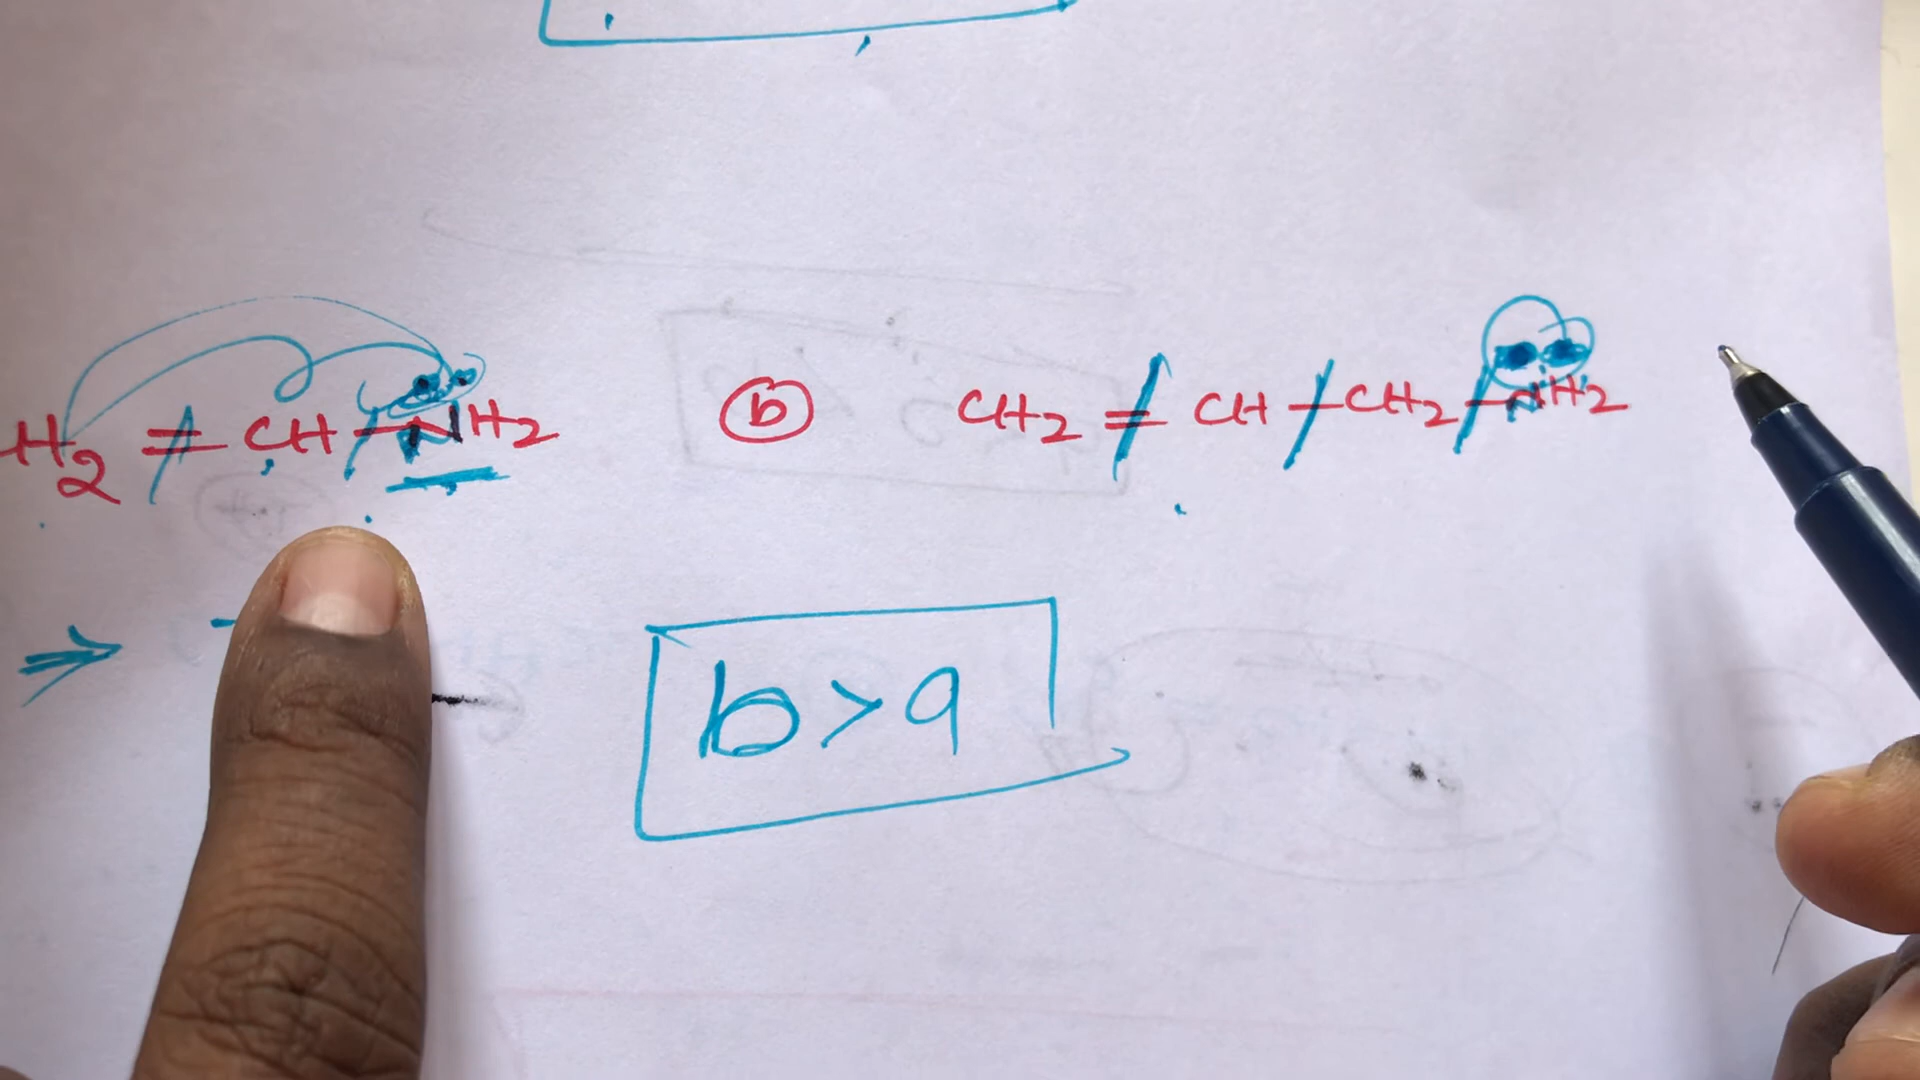 H₂ = CH - NH₂ ⓑ CH₂ = CH - CH₂ - NH₂
b > a